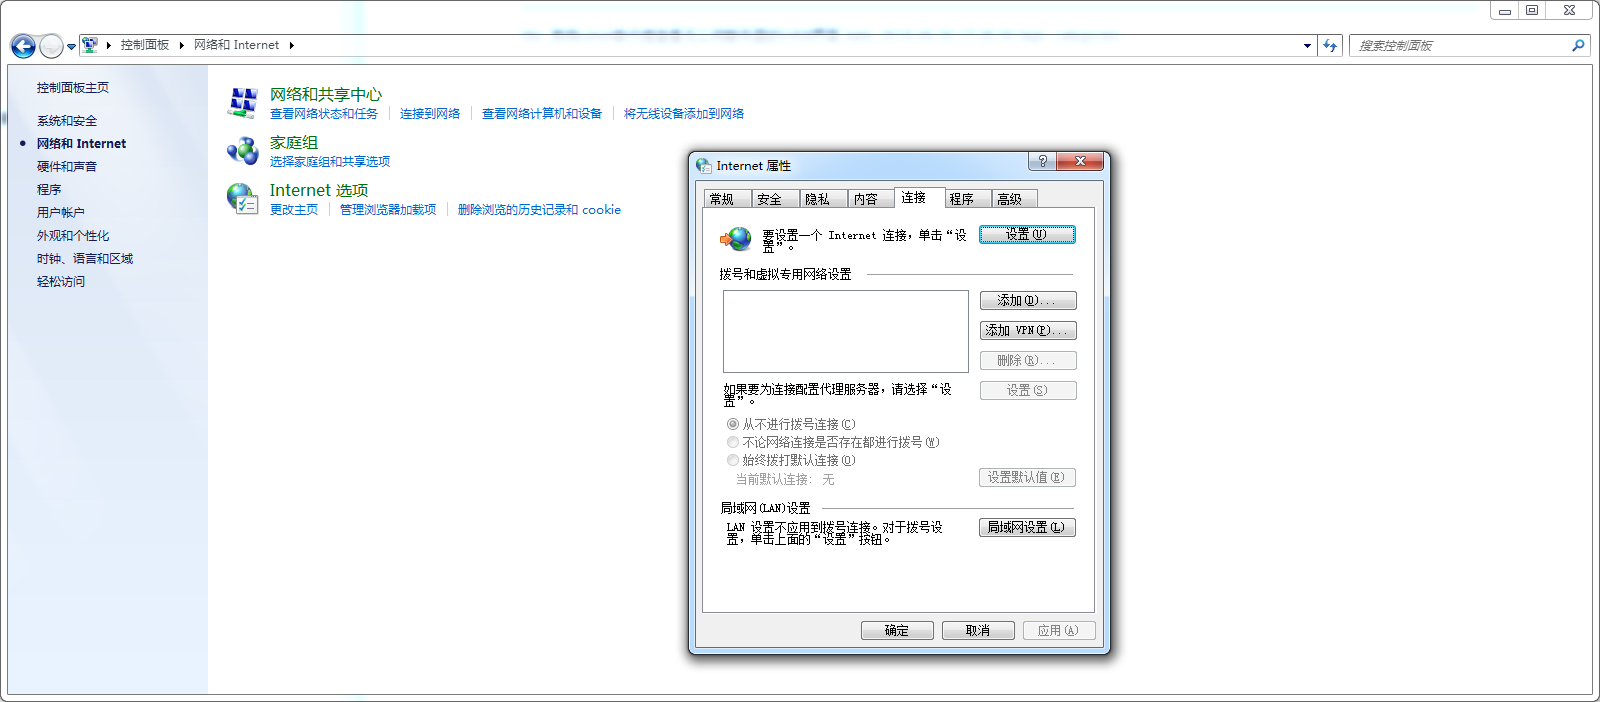 控制面板 ▸ 网络和 Internet ▸
搜索控制面板
控制面板主页
系统和安全
网络和 Internet
硬件和声音
程序
用户帐户
外观和个性化
时钟、语言和区域
轻松访问
网络和共享中心
查看网络状态和任务 连接到网络 查看网络计算机和设备 将无线设备添加到网络
家庭组
选择家庭组和共享选项
Internet 选项
更改主页 管理浏览器加载项 删除浏览的历史记录和 cookie
Internet 属性
常规 安全 隐私 内容 连接 程序 高级
要设置一个 Internet 连接，单击“设
置”。
设置(U)
拨号和虚拟专用网络设置
添加(D)...
添加 VPN(P)...
删除(R)...
如果要为连接配置代理服务器，请选择“设
置”。
设置(S)
从不进行拨号连接(C)
不论网络连接是否存在都进行拨号(W)
始终拨打默认连接(O)
当前默认连接: 无
设置默认值(E)
局域网(LAN)设置
LAN 设置不应用到拨号连接。对于拨号设
置，单击上面的“设置”按钮。
局域网设置(L)
确定 取消 应用(A)